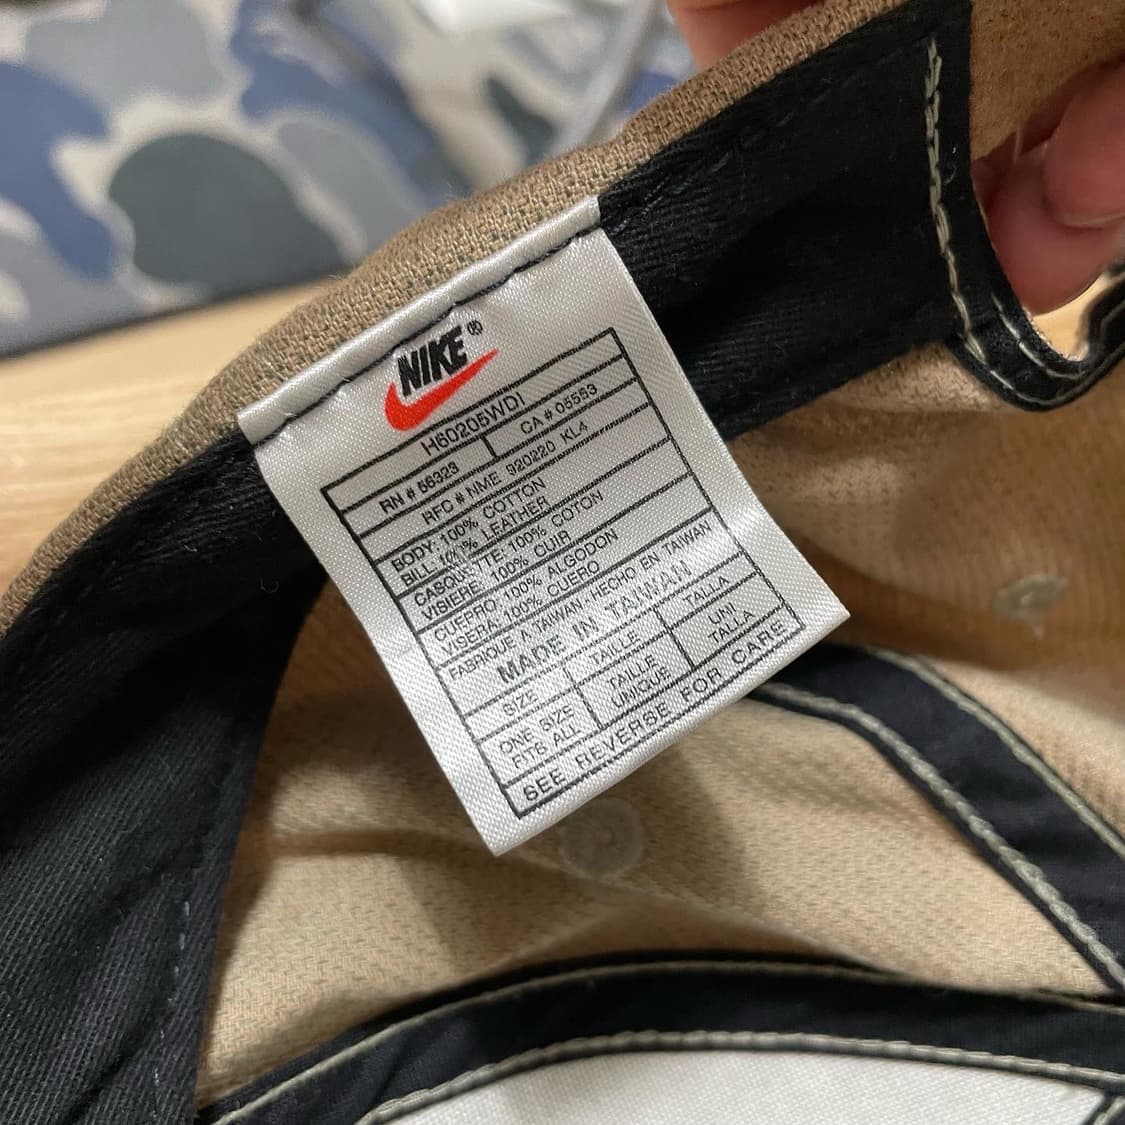 NIKE®
H60205WDI
RN # 56323 CA # 05553
RFC # NME 920220 KL4
BODY: 100% COTTON
BILL: 100% LEATHER
CASQUETTE: 100% COTON
VISIERE: 100% CUIR
CUERPO: 100% ALGODON
VISERA: 100% CUERO
FABRIQUE A TAIWAN / HECHO EN TAIWAN
MADE IN TAIWAN
SIZE TAILLE TALLA
ONE SIZE FITS ALL TAILLE UNIQUE UNI TALLA
SEE REVERSE FOR CARE